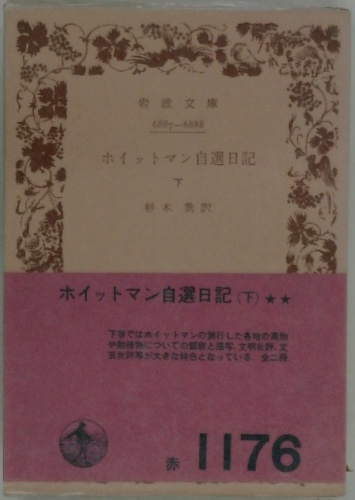 岩波文庫
6887—6888
ホイットマン自選日記
下
杉木喬訳
ホイットマン自選日記(下)★★
下巻ではホイットマンの旅行した各地の風物
や動植物についての観察と描写、文明批評、文
芸批評等が大きな特色となっている 全二冊
赤 1176